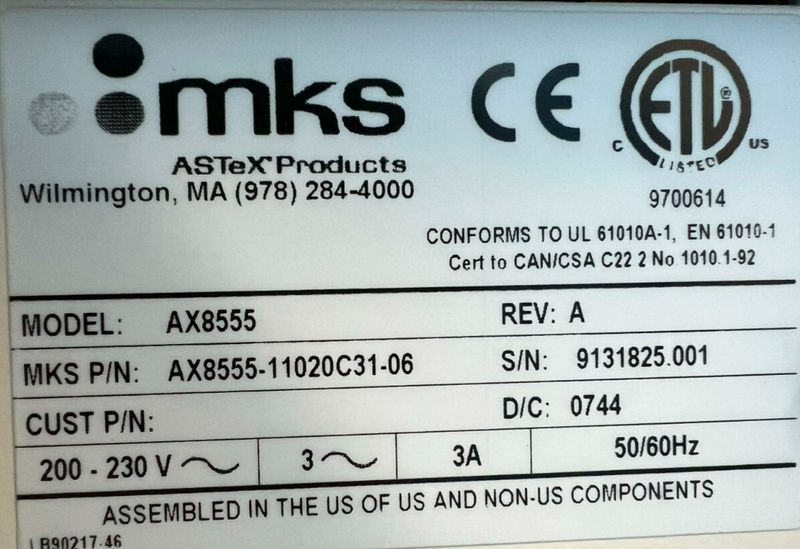 mks
CE
ETL
C US
LISTED
ASTeX® Products
Wilmington, MA (978) 284-4000
9700614
CONFORMS TO UL 61010A-1, EN 61010-1
Cert to CAN/CSA C22 2 No 1010.1-92
MODEL: AX8555 REV: A
MKS P/N: AX8555-11020C31-06 S/N: 9131825.001
CUST P/N: D/C: 0744
200 - 230 V ~ 3 ~ 3A 50/60Hz
ASSEMBLED IN THE US OF US AND NON-US COMPONENTS
LB90217-46